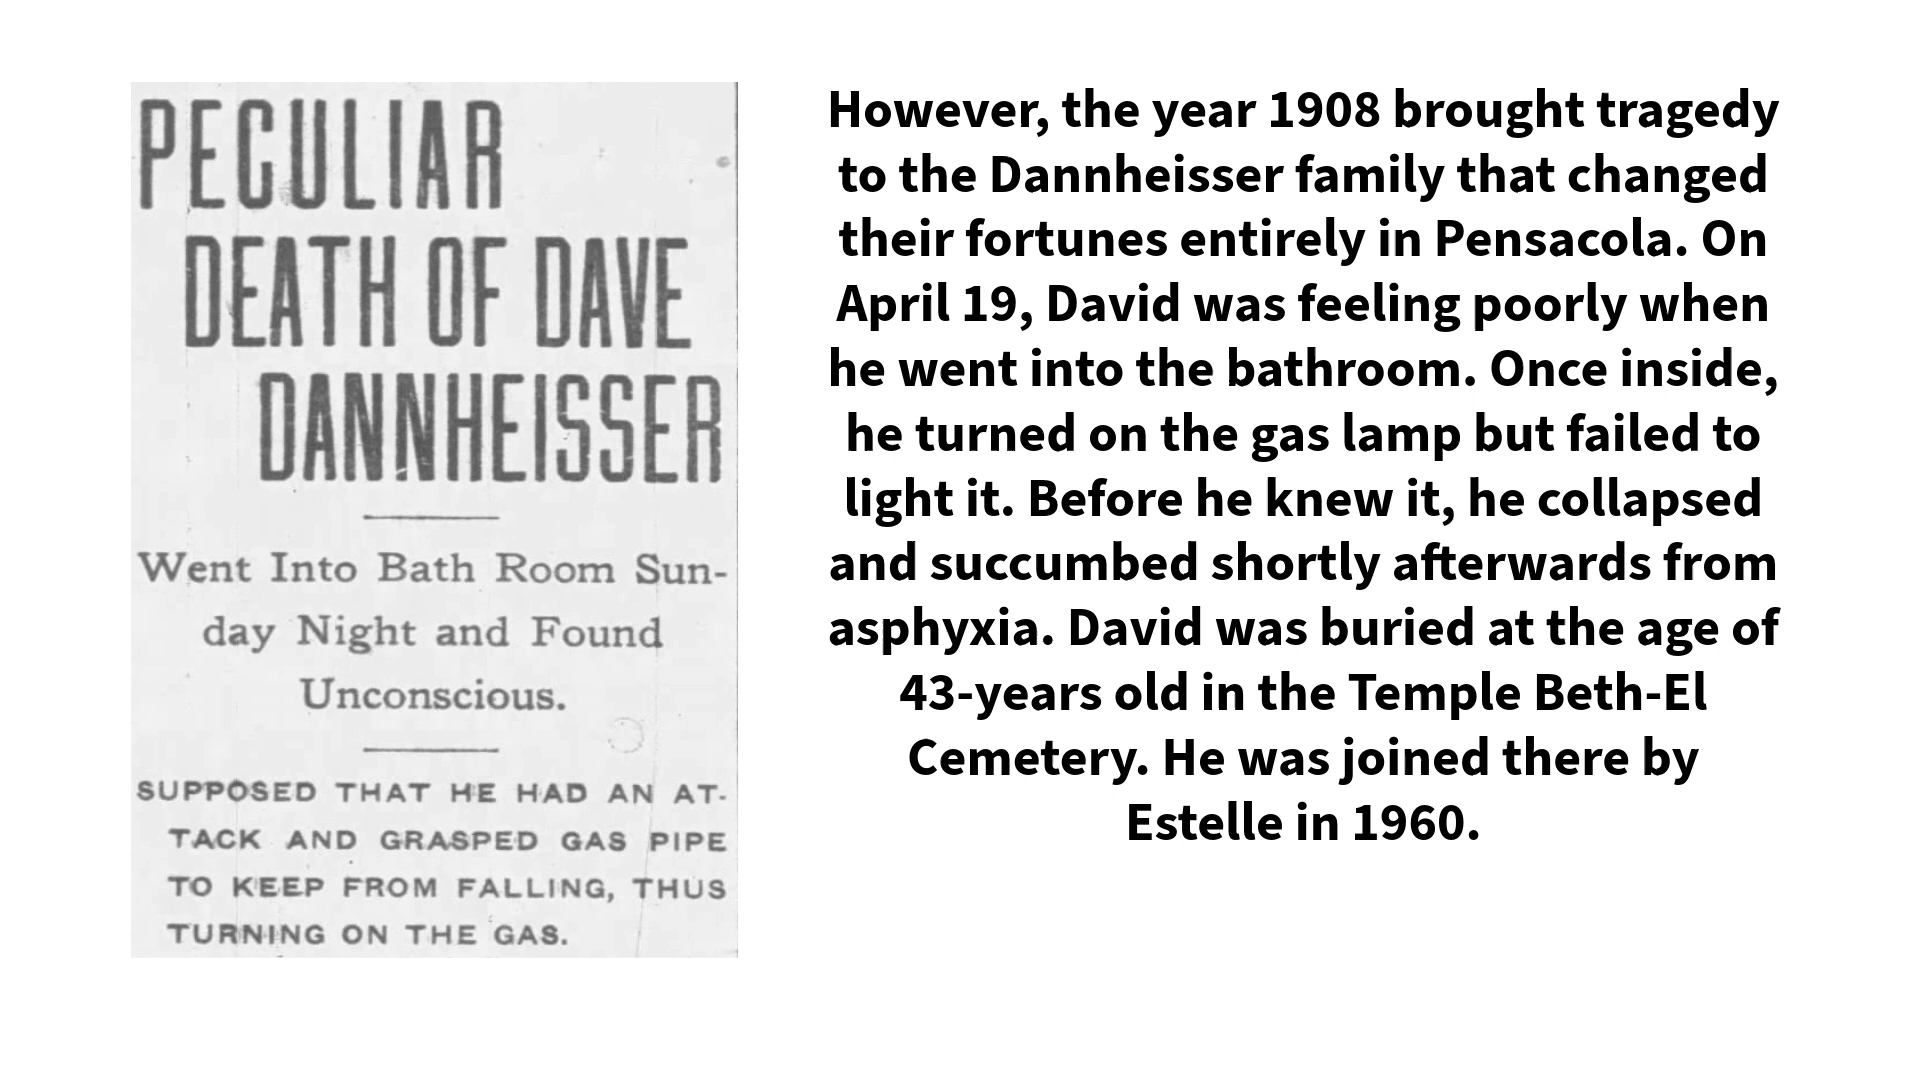 PECULIAR
DEATH OF DAVE
DANNHEISSER
Went Into Bath Room Sun-
day Night and Found
Unconscious.
SUPPOSED THAT HE HAD AN AT-
TACK AND GRASPED GAS PIPE
TO KEEP FROM FALLING, THUS
TURNING ON THE GAS.
However, the year 1908 brought tragedy
to the Dannheisser family that changed
their fortunes entirely in Pensacola. On
April 19, David was feeling poorly when
he went into the bathroom. Once inside,
he turned on the gas lamp but failed to
light it. Before he knew it, he collapsed
and succumbed shortly afterwards from
asphyxia. David was buried at the age of
43-years old in the Temple Beth-El
Cemetery. He was joined there by
Estelle in 1960.